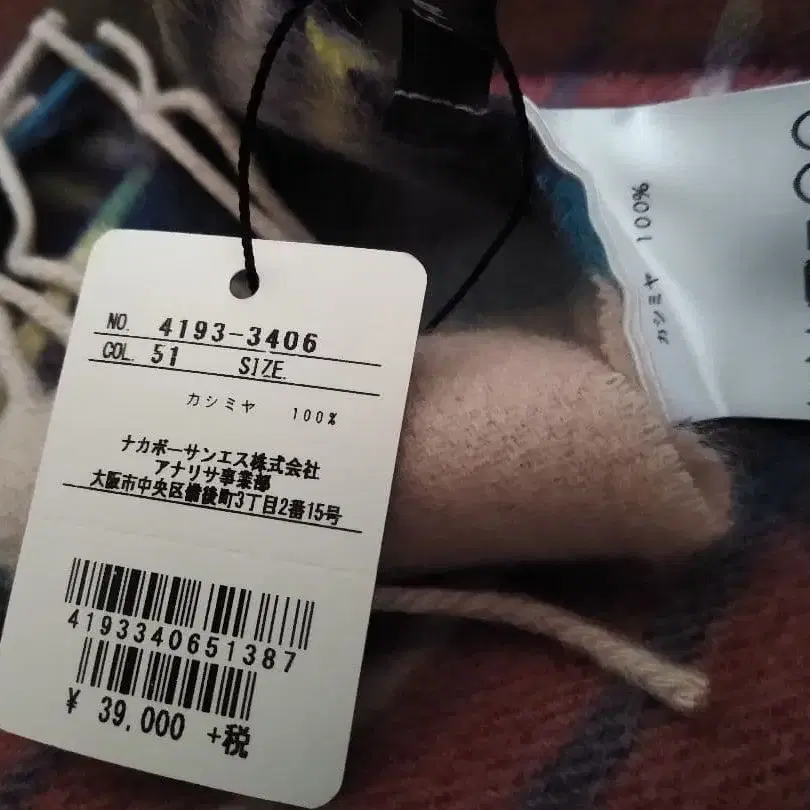 NO. 4193-3406
COL. 51 SIZE.
カシミヤ 100%
ナカボーサンエス株式会社
アナリサ事業部
大阪市中央区備後町3丁目2番15号
4193340651387
¥ 39,000 +税
カシミヤ 100%